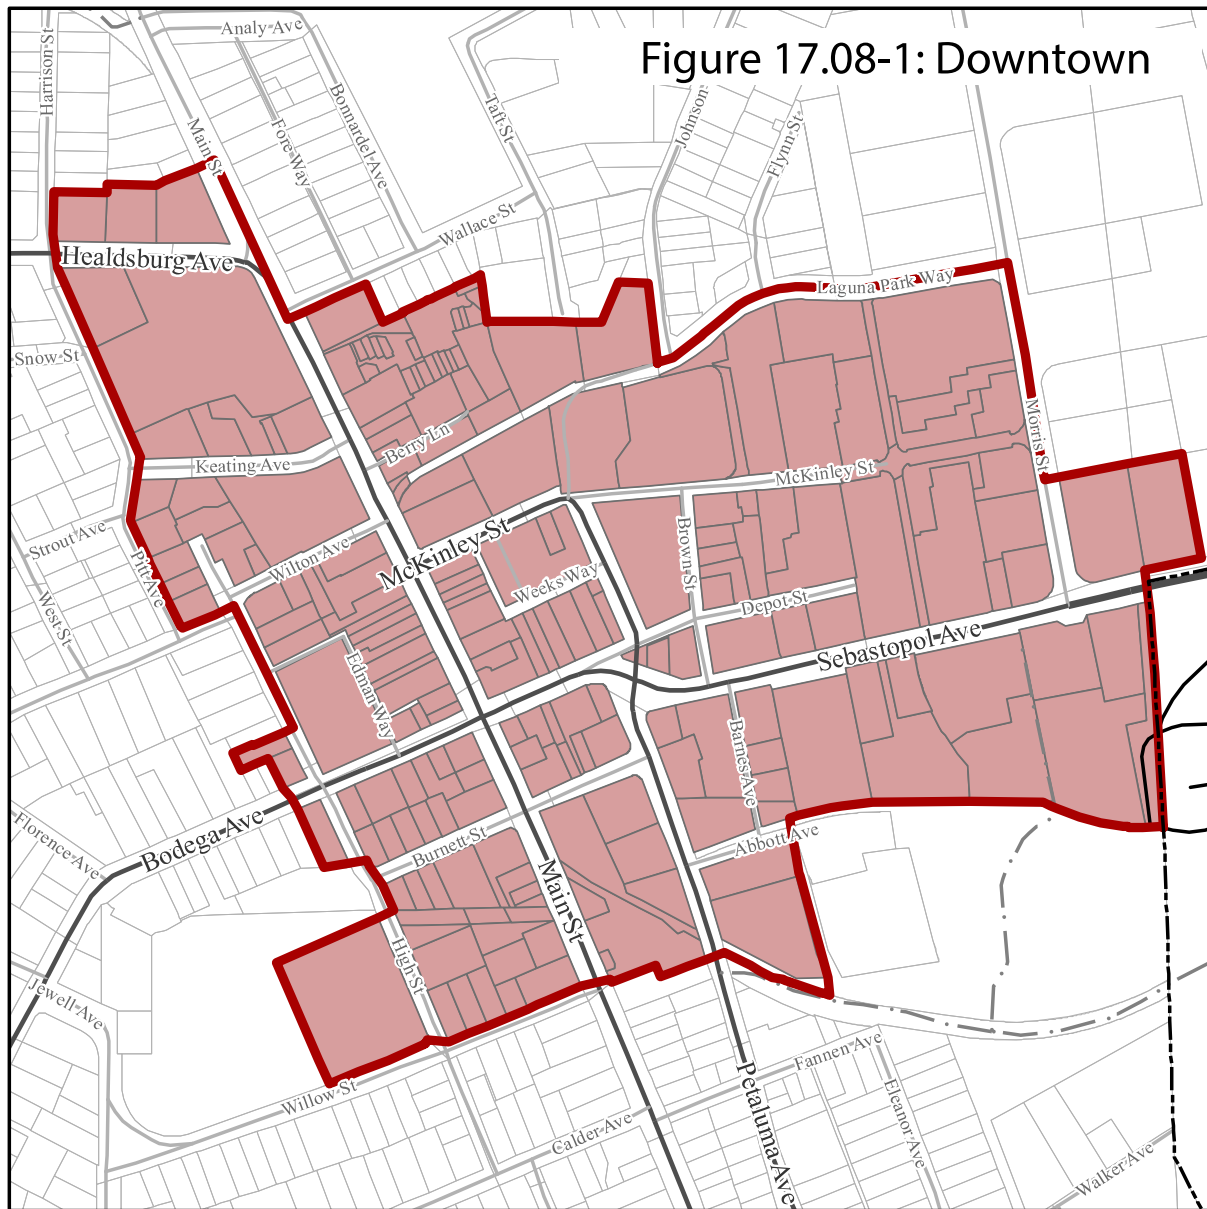 Figure 17.08-1: Downtown
Analy Ave
Harrison St
Main St
Fore Way
Bonnardel Ave
Taft St
Johnson
Flynn St
Wallace St
Healdsburg Ave
Laguna Park Way
Snow St
Berry Ln
Keating Ave
McKinley St
Morris St
Strout Ave
Pitt Ave
Wilton Ave
McKinley St
Brown St
West St
Weeks Way
Depot St
Edman Way
Sebastopol Ave
Barnes Ave
Florence Ave
Bodega Ave
Burnett St
Abbott Ave
Main St
High St
Jewell Ave
Willow St
Calder Ave
Petaluma Ave
Fannen Ave
Eleanor Ave
Walker Ave